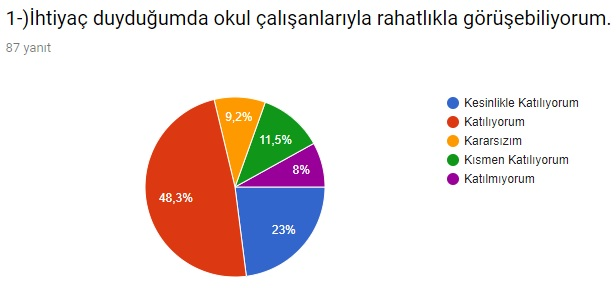 1-)İhtiyaç duyduğumda okul çalışanlarıyla rahatlıkla görüşebiliyorum.
87 yanıt
Kesinlikle Katılıyorum
Katılıyorum
Kararsızım
Kısmen Katılıyorum
Katılmıyorum
9,2%
11,5%
8%
48,3%
23%